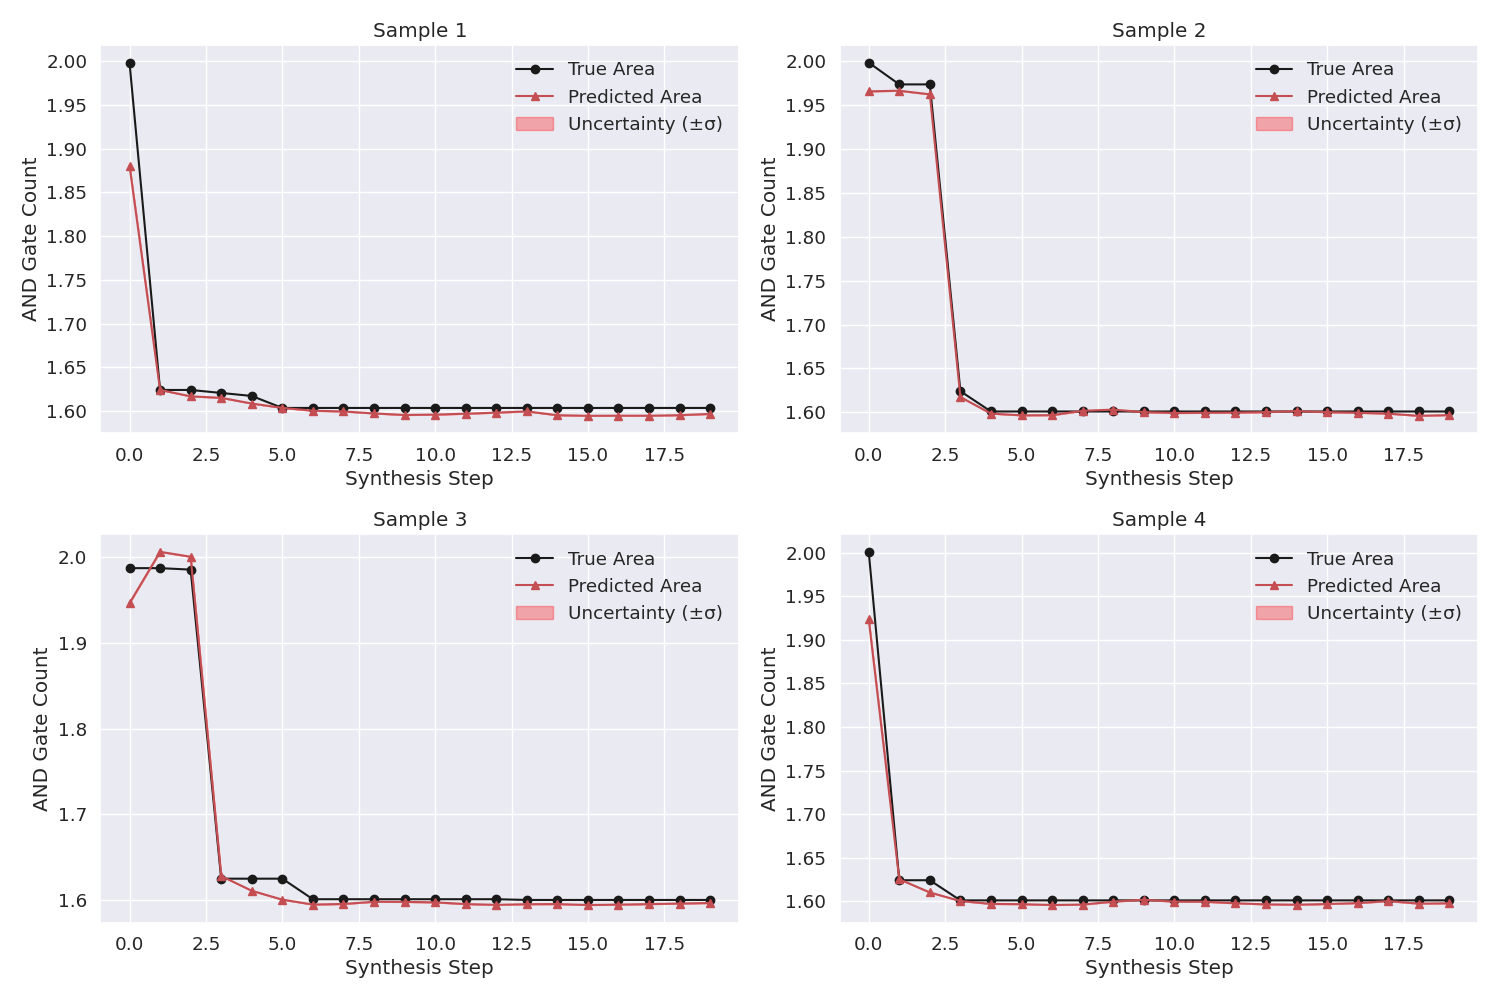 Sample 1
True Area
Predicted Area
Uncertainty (±σ)
AND Gate Count
2.00
1.95
1.90
1.85
1.80
1.75
1.70
1.65
1.60
0.0 2.5 5.0 7.5 10.0 12.5 15.0 17.5
Synthesis Step
Sample 2
True Area
Predicted Area
Uncertainty (±σ)
AND Gate Count
2.00
1.95
1.90
1.85
1.80
1.75
1.70
1.65
1.60
0.0 2.5 5.0 7.5 10.0 12.5 15.0 17.5
Synthesis Step
Sample 3
True Area
Predicted Area
Uncertainty (±σ)
AND Gate Count
2.0
1.9
1.8
1.7
1.6
0.0 2.5 5.0 7.5 10.0 12.5 15.0 17.5
Synthesis Step
Sample 4
True Area
Predicted Area
Uncertainty (±σ)
AND Gate Count
2.00
1.95
1.90
1.85
1.80
1.75
1.70
1.65
1.60
0.0 2.5 5.0 7.5 10.0 12.5 15.0 17.5
Synthesis Step